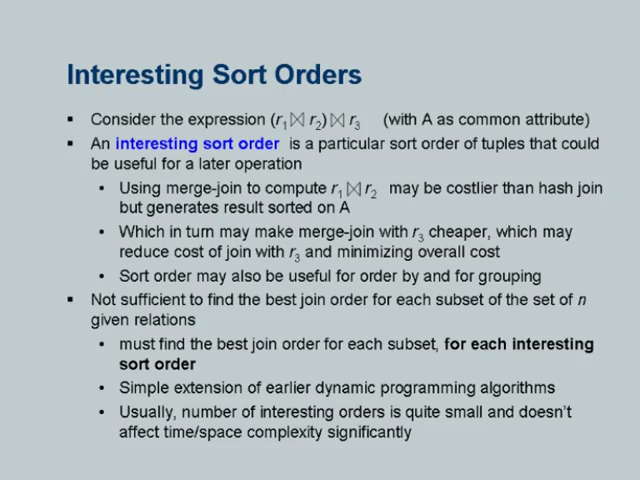 Interesting Sort Orders
▪ Consider the expression (r1 ⨝ r2) ⨝ r3 (with A as common attribute)
▪ An interesting sort order is a particular sort order of tuples that could
be useful for a later operation
• Using merge-join to compute r1 ⨝ r2 may be costlier than hash join
but generates result sorted on A
• Which in turn may make merge-join with r3 cheaper, which may
reduce cost of join with r3 and minimizing overall cost
• Sort order may also be useful for order by and for grouping
▪ Not sufficient to find the best join order for each subset of the set of n
given relations
• must find the best join order for each subset, for each interesting
sort order
• Simple extension of earlier dynamic programming algorithms
• Usually, number of interesting orders is quite small and doesn't
affect time/space complexity significantly